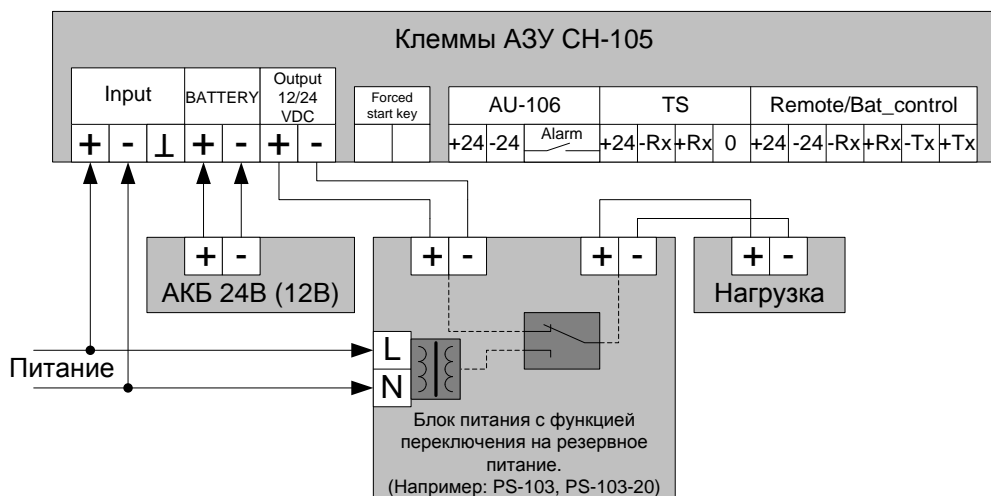 Клеммы АЗУ CH-105
Input
BATTERY
Output
12/24
VDC
Forced
start key
AU-106
TS
Remote/Bat_control
+ - ⊥ + - + -
+24 -24 Alarm +24 -Rx +Rx 0 +24 -24 -Rx +Rx -Tx +Tx
+ -
АКБ 24В (12В)
+ -
+ -
+ -
Нагрузка
Питание
L
N
Блок питания с функцией
переключения на резервное
питание.
(Например: PS-103, PS-103-20)